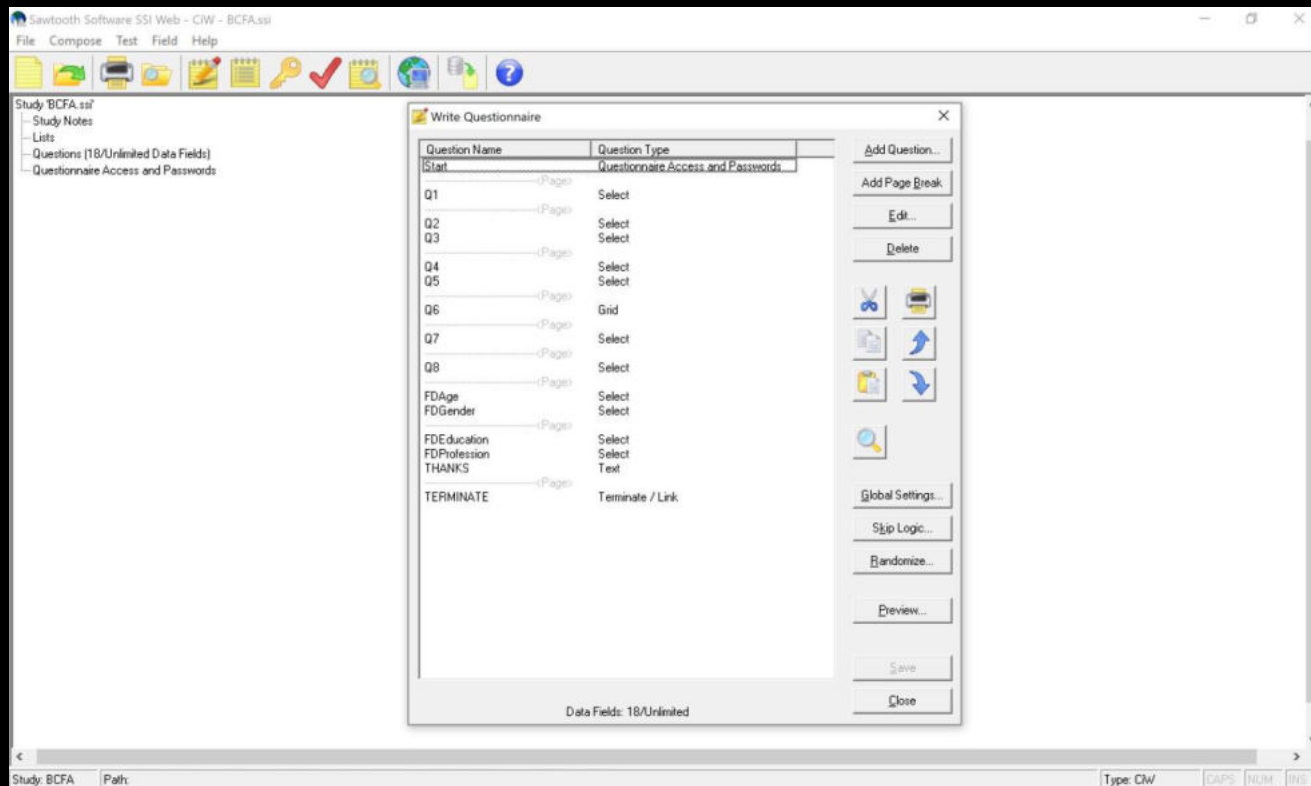 Sawtooth Software SSI Web - CiW - BCFA.ssi
File Compose Test Field Help
Study 'BCFA.ssi'
Study Notes
Lists
Questions (18/Unlimited Data Fields)
Questionnaire Access and Passwords
Write Questionnaire
Question Name Question Type
Start Questionnaire Access and Passwords
<Page>
Q1 Select
<Page>
Q2 Select
Q3 Select
<Page>
Q4 Select
Q5 Select
<Page>
Q6 Grid
<Page>
Q7 Select
<Page>
Q8 Select
<Page>
FDAge Select
FDGender Select
<Page>
FDEducation Select
FDProfession Select
THANKS Text
<Page>
TERMINATE Terminate / Link
Data Fields: 18/Unlimited
Add Question...
Add Page Break
Edit...
Delete
Global Settings...
Skip Logic...
Randomize...
Preview...
Save
Close
Study: BCFA Path: Type: CiW CAPS NUM INS